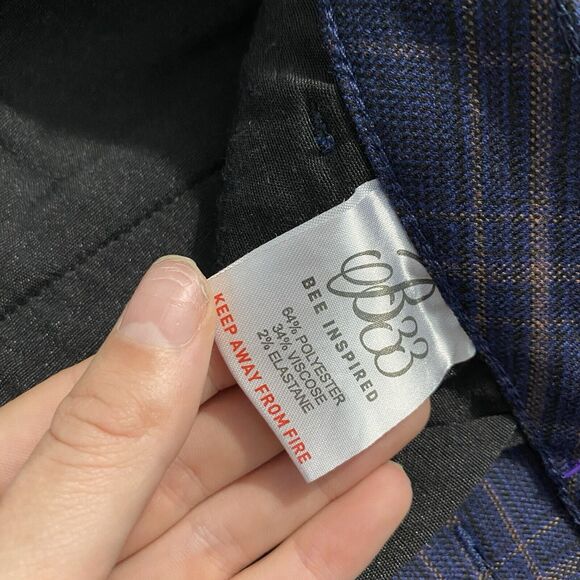 BEE INSPIRED
64% POLYESTER
34% VISCOSE
2% ELASTANE
KEEP AWAY FROM FIRE